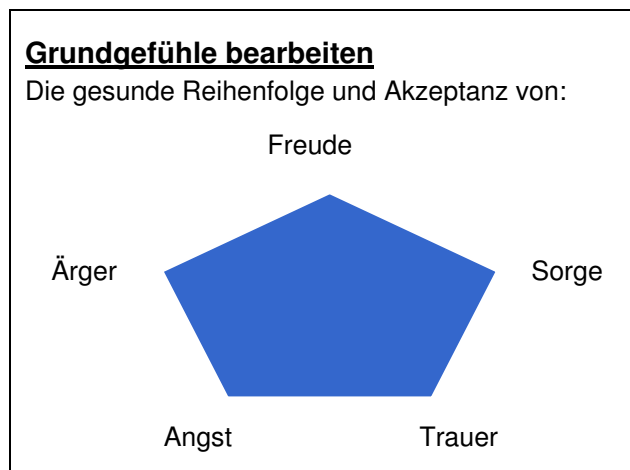 Grundgefühle bearbeiten
Die gesunde Reihenfolge und Akzeptanz von:
Freude
Ärger
Sorge
Angst
Trauer